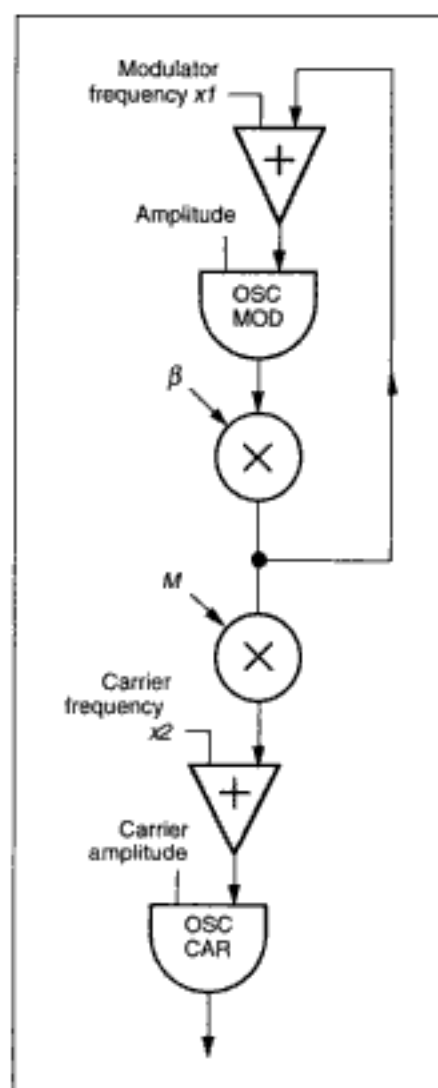 Modulator
frequency x1
+
Amplitude
OSC
MOD
β
×
M
×
Carrier
frequency
x2
+
Carrier
amplitude
OSC
CAR